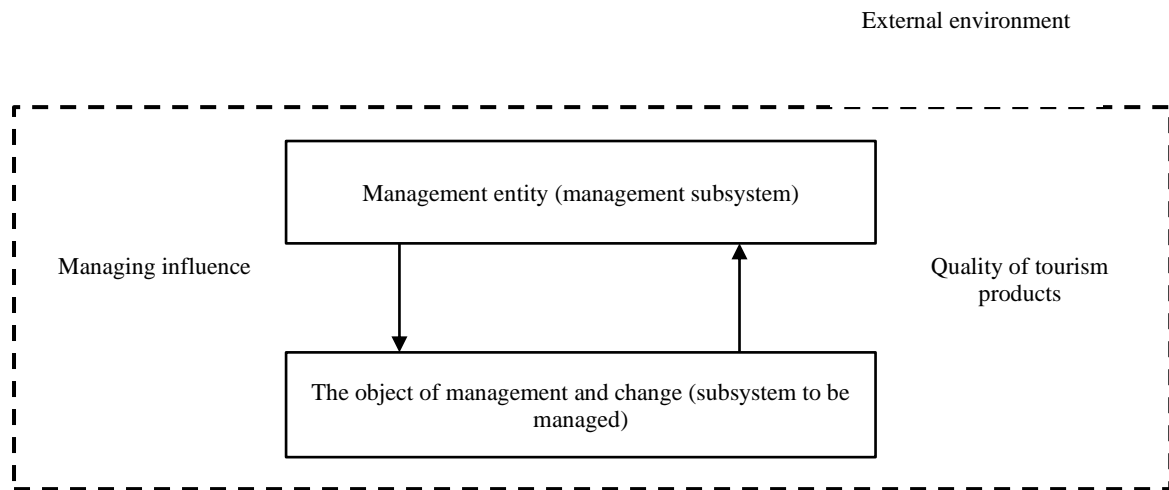 External environment
Management entity (management subsystem)
Managing influence
Quality of tourism
products
The object of management and change (subsystem to be
managed)